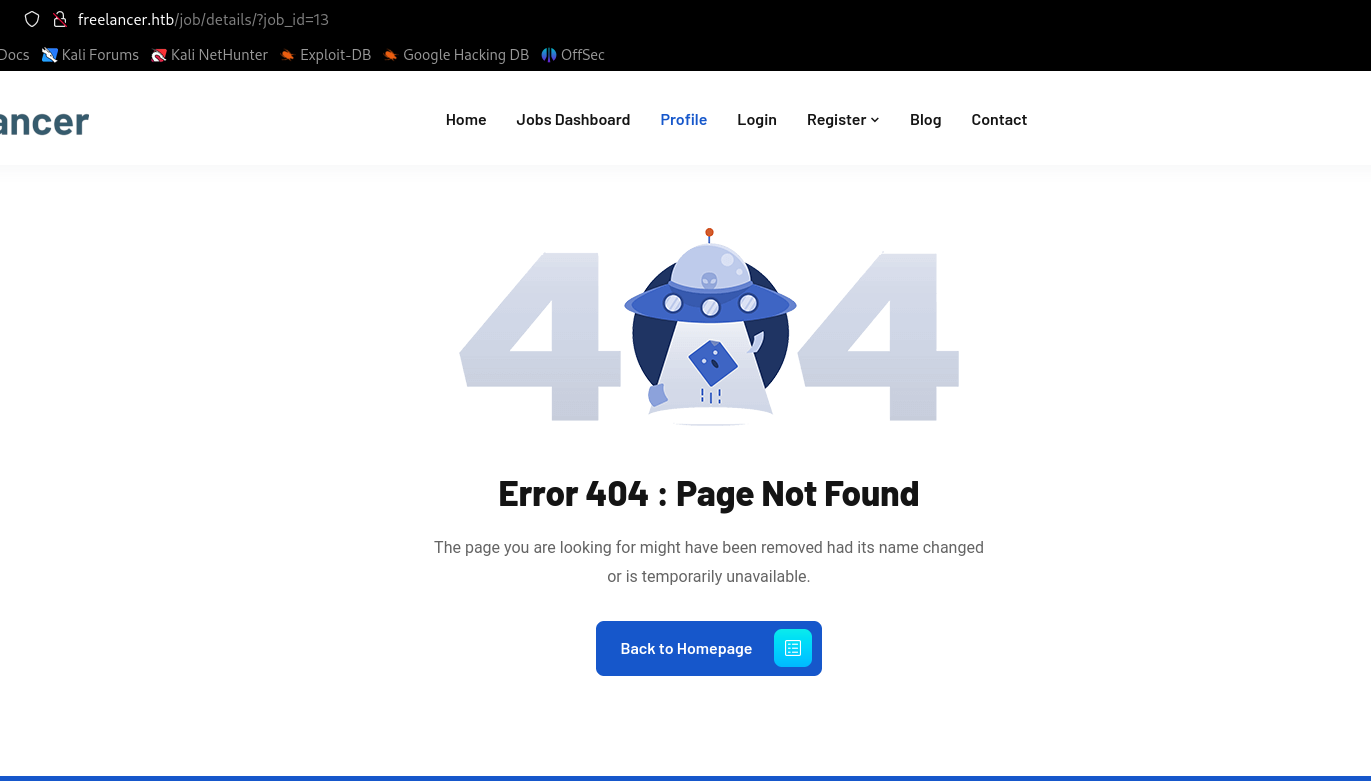 freelancer.htb/job/details/?job_id=13
Docs Kali Forums Kali NetHunter Exploit-DB Google Hacking DB OffSec
ancer
Home Jobs Dashboard Profile Login Register Blog Contact
4 4
Error 404 : Page Not Found
The page you are looking for might have been removed had its name changed
or is temporarily unavailable.
Back to Homepage